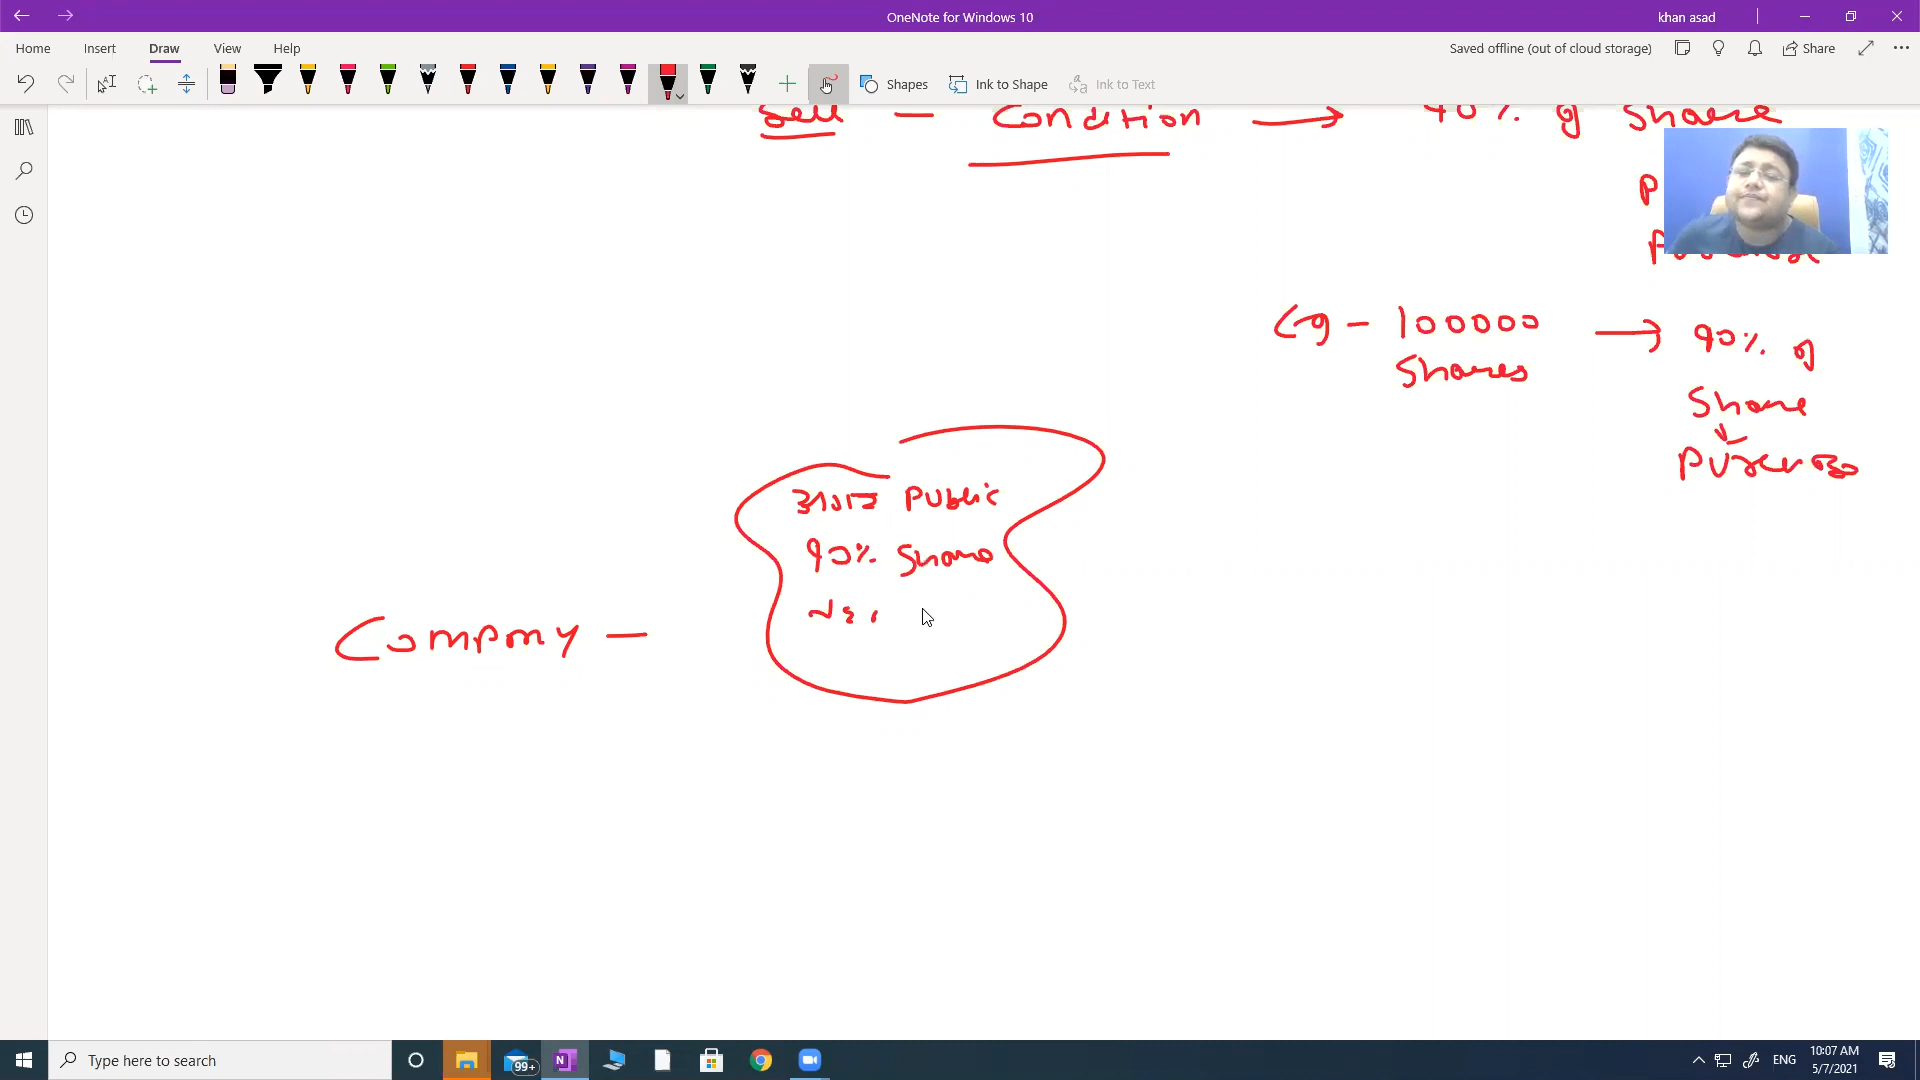 OneNote for Windows 10
khan asad
Home Insert Draw View Help
Saved offline (out of cloud storage)
Share
Shapes
Ink to Shape
Ink to Text
Sell — Condition → 90% of Share
Eg - 100000 → 90% of
Shares
Share
Company —
अगर Public
90% Share
Type here to search
99+
ENG
10:07 AM
5/7/2021